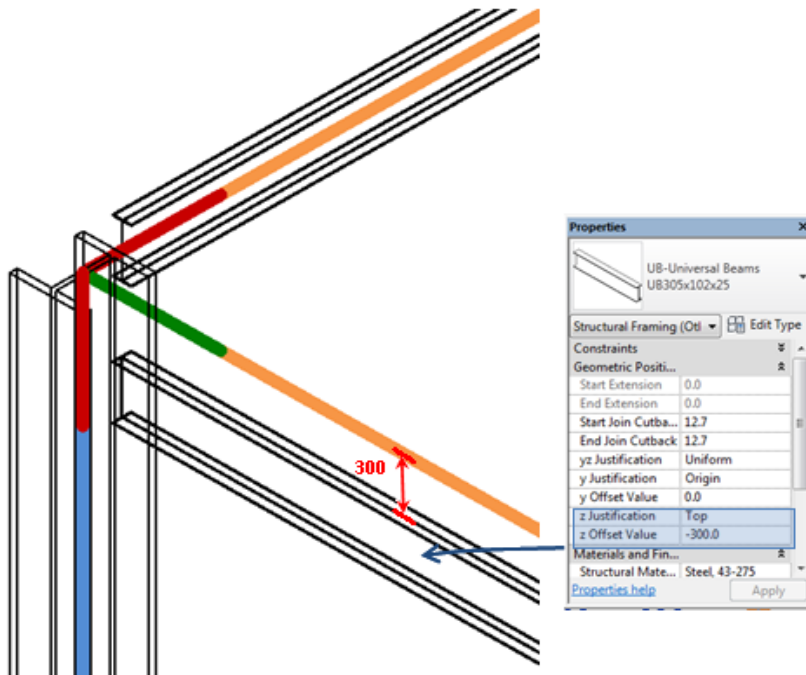 300
Properties x
UB-Universal Beams
UB305x102x25
Structural Framing (Otl Edit Type
Constraints
Geometric Positi...
Start Extension 0.0
End Extension 0.0
Start Join Cutba... 12.7
End Join Cutback 12.7
yz Justification Uniform
y Justification Origin
y Offset Value 0.0
z Justification Top
z Offset Value -300.0
Materials and Fin...
Structural Mate... Steel, 43-275
Properties help Apply